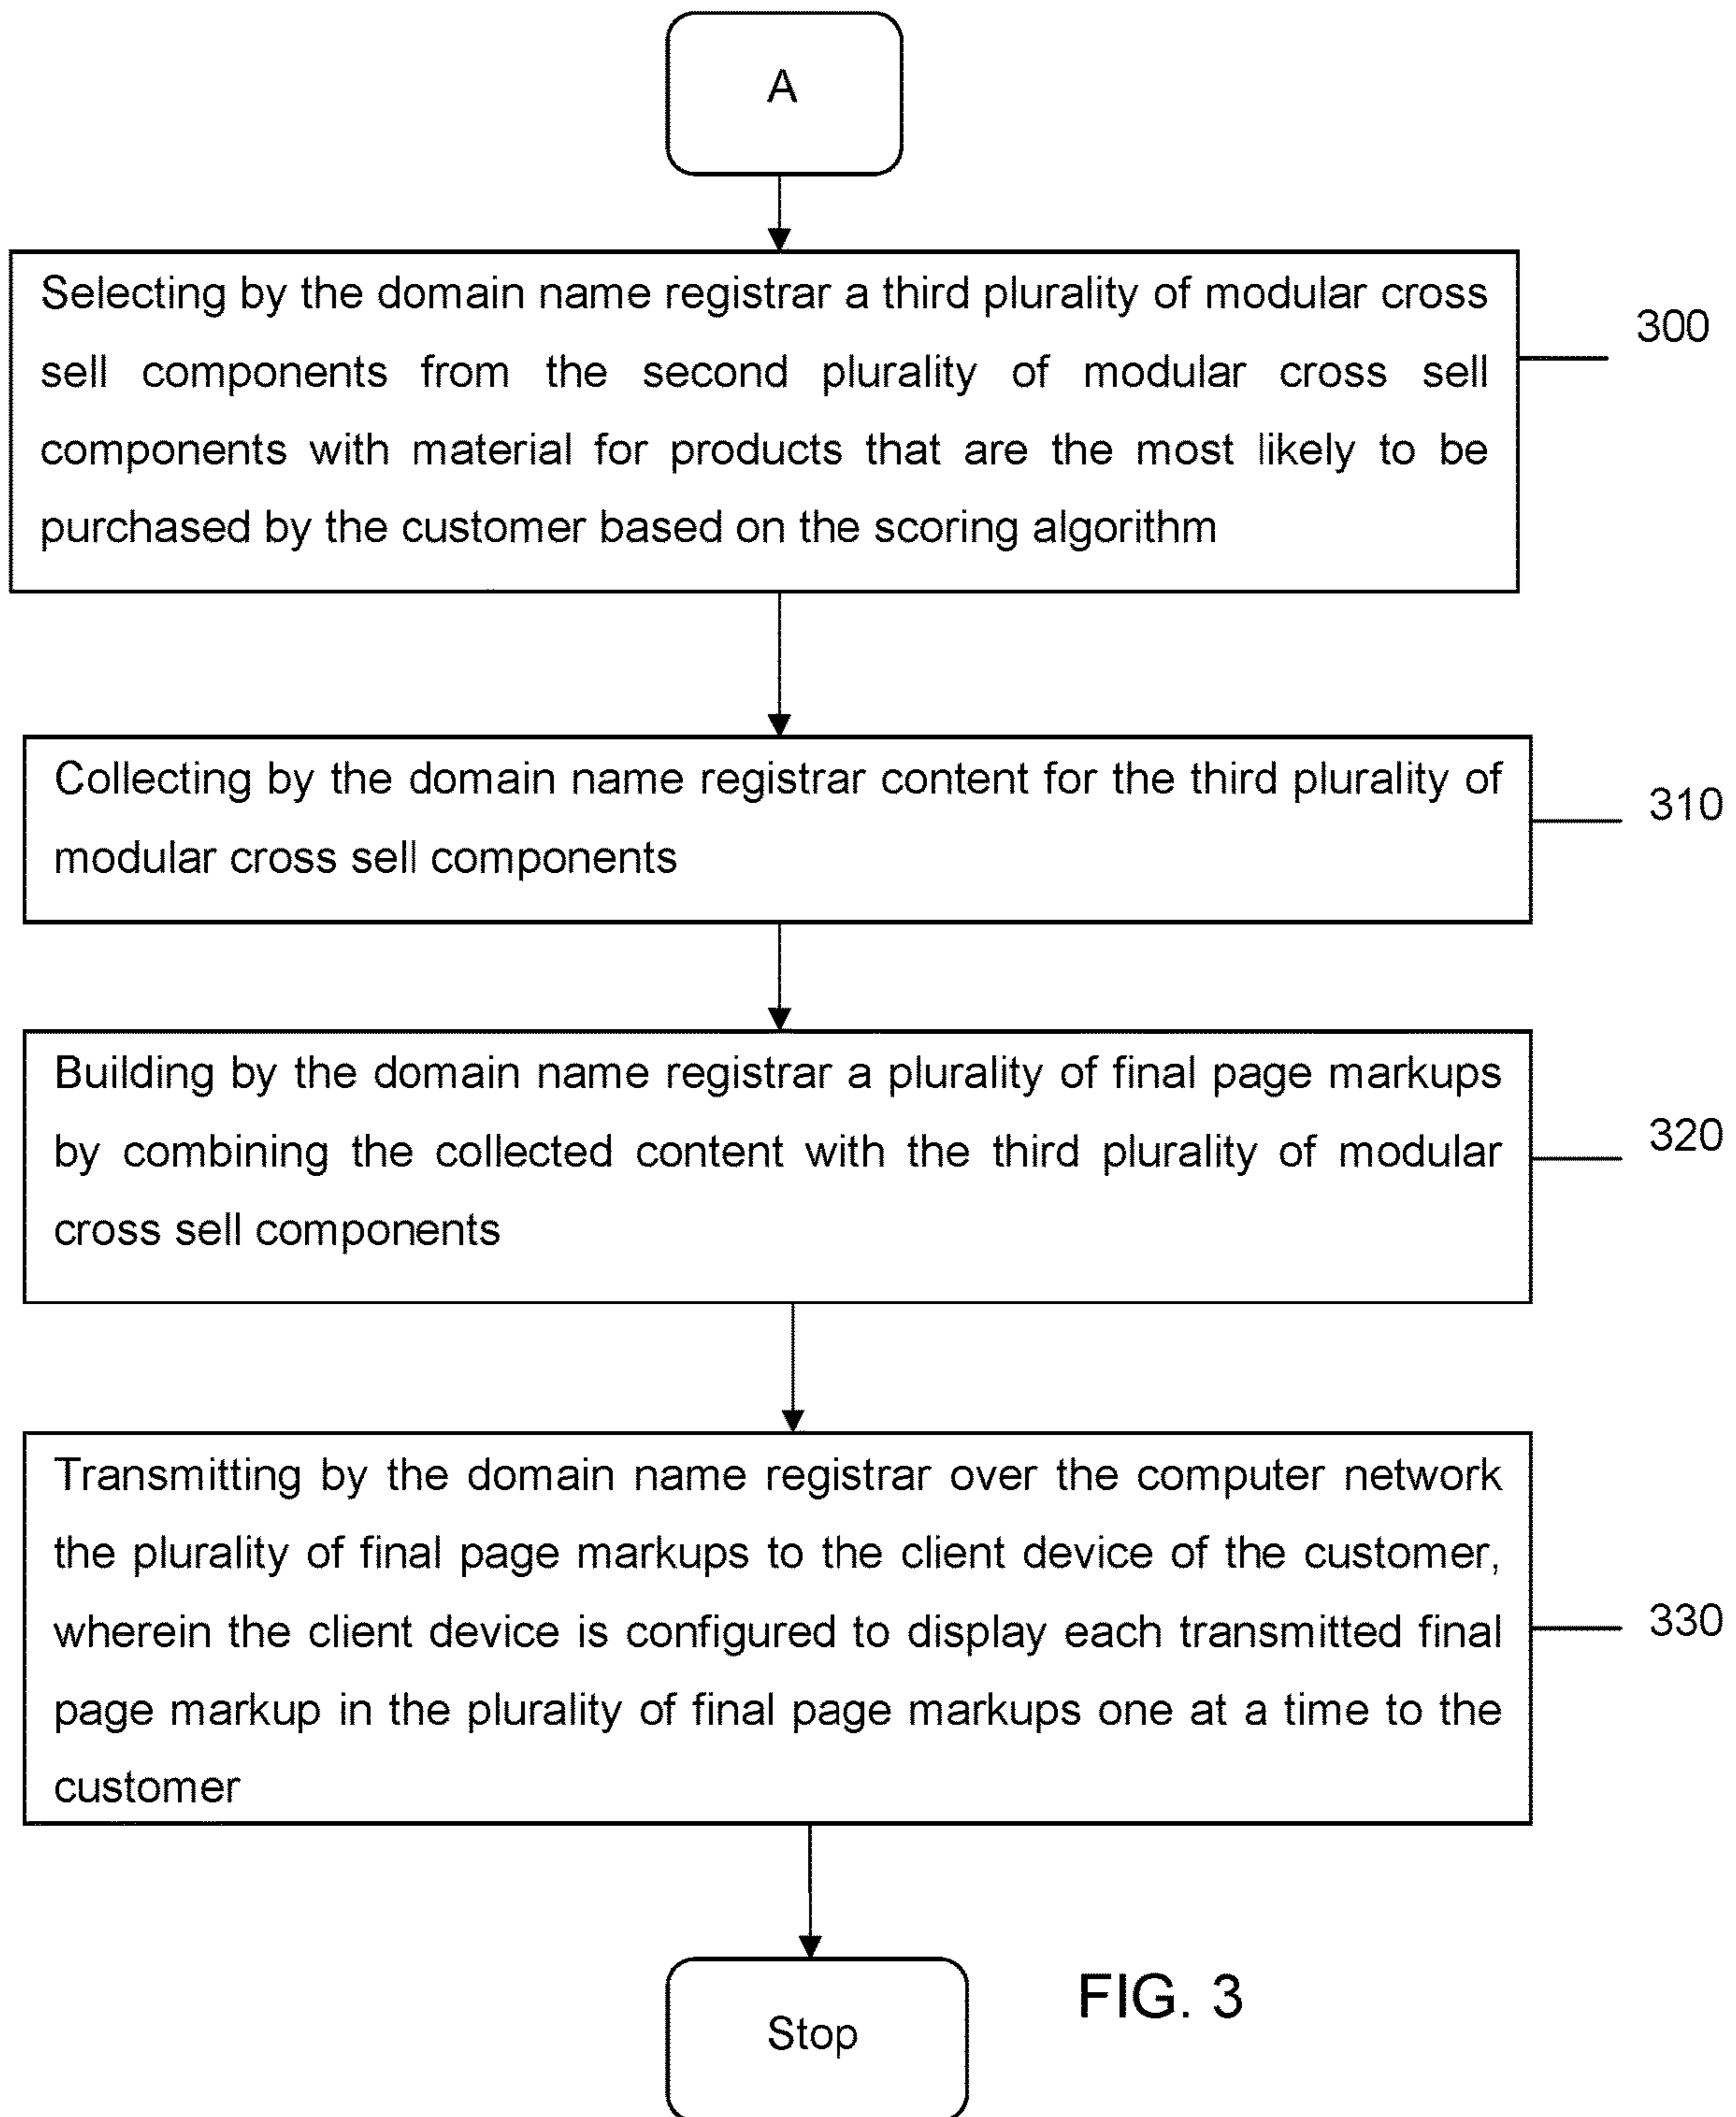 A
Selecting by the domain name registrar a third plurality of modular cross
sell components from the second plurality of modular cross sell
components with material for products that are the most likely to be
purchased by the customer based on the scoring algorithm
300
Collecting by the domain name registrar content for the third plurality of
modular cross sell components
310
Building by the domain name registrar a plurality of final page markups
by combining the collected content with the third plurality of modular
cross sell components
320
Transmitting by the domain name registrar over the computer network
the plurality of final page markups to the client device of the customer,
wherein the client device is configured to display each transmitted final
page markup in the plurality of final page markups one at a time to the
customer
330
Stop
FIG. 3